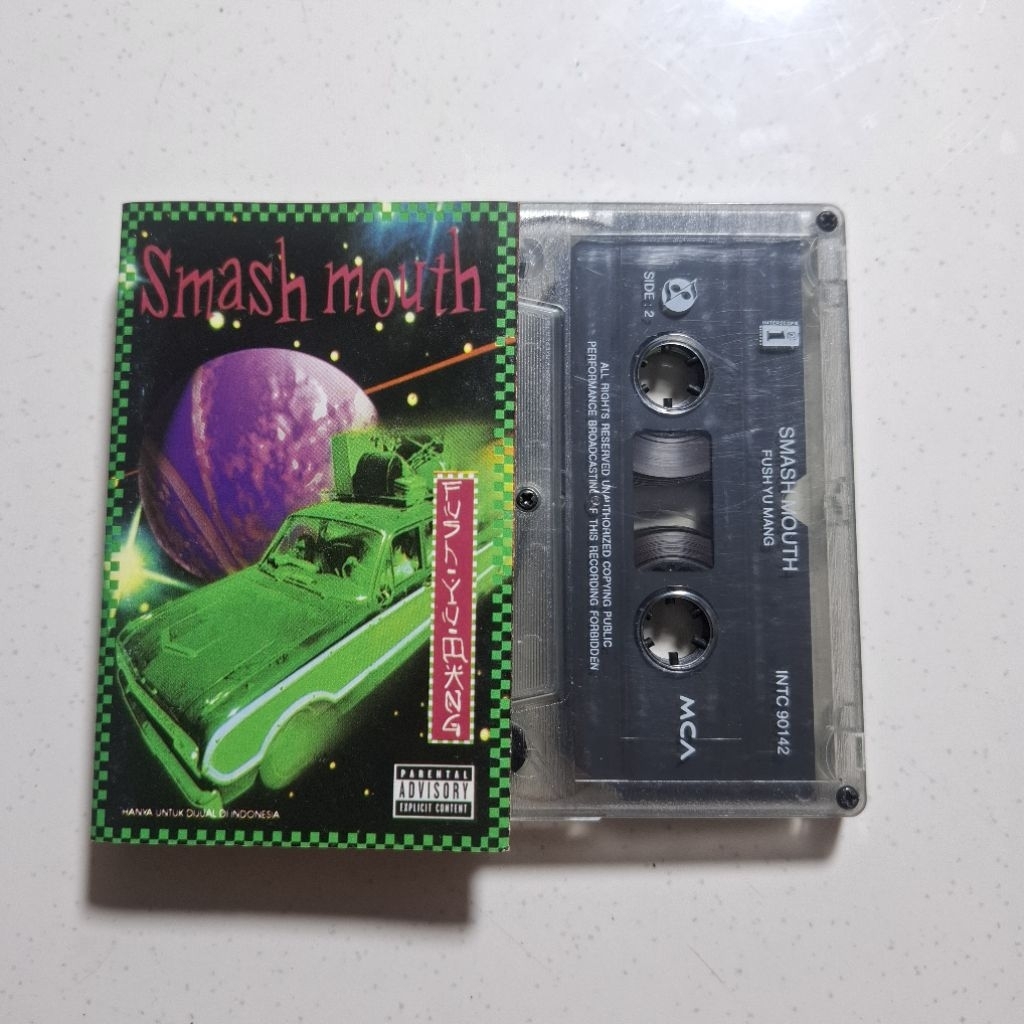 Smash mouth
FUSH YU MANG
PARENTAL
ADVISORY
EXPLICIT CONTENT
HANYA UNTUK DIJUAL DI INDONESIA
INTERSCOPE
SMASH MOUTH
FUSH YU MANG
INTC 90142
SIDE : 2
ALL RIGHTS RESERVED UNAUTHORIZED COPYING PUBLIC
PERFORMANCE BROADCASTING OF THIS RECORDING FORBIDDEN
MCA